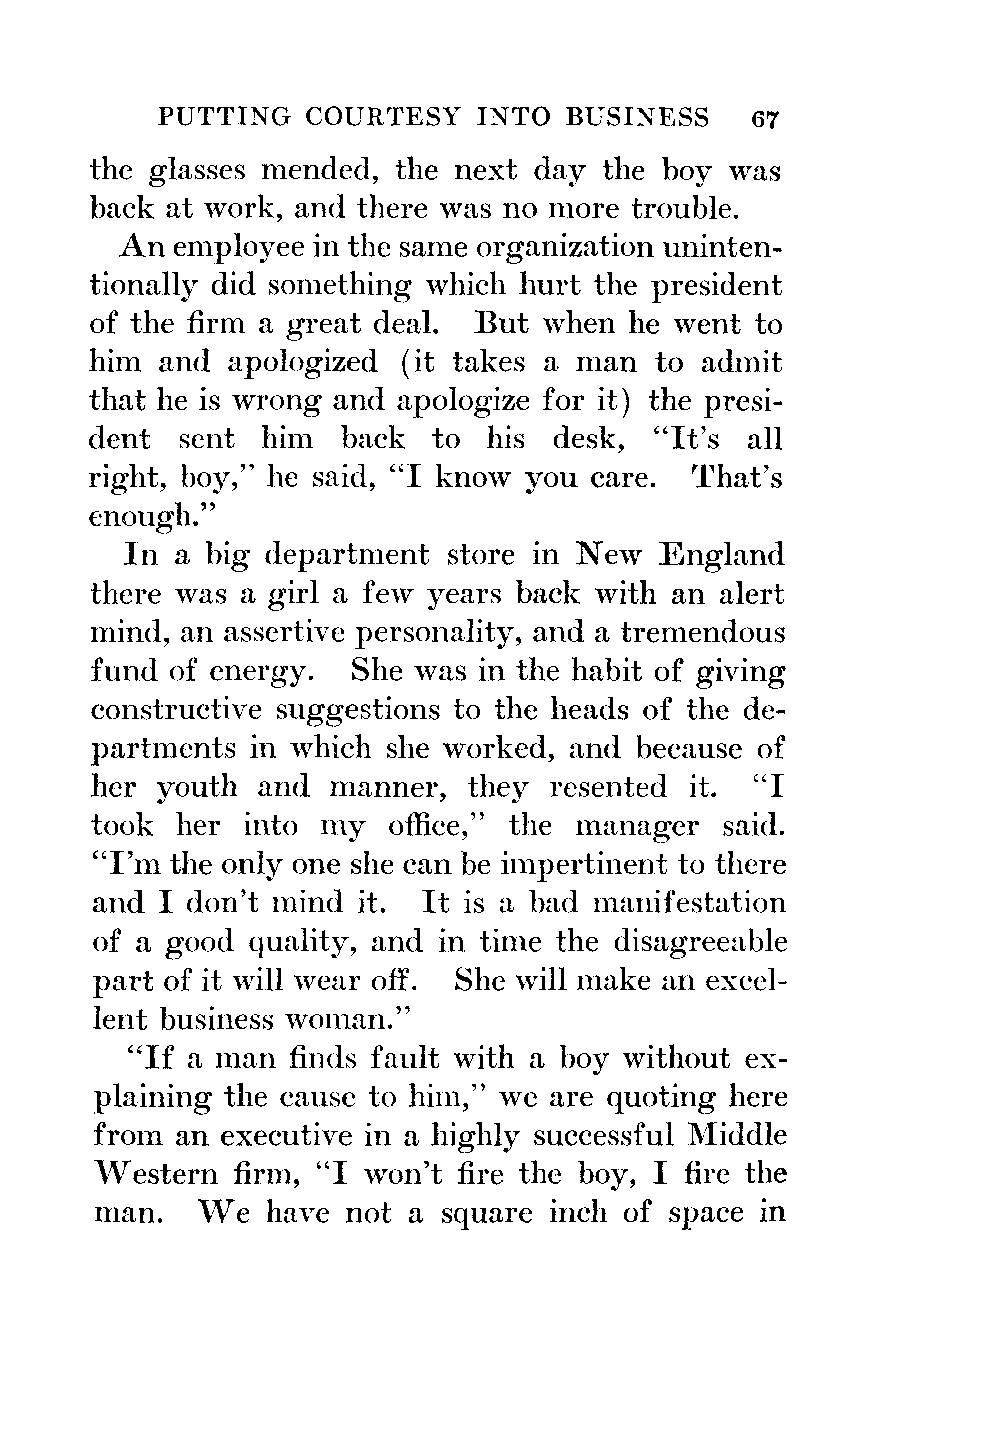 PUTTING COURTESY INTO BUSINESS 67
the glasses mended, the next day the boy was
back at work, and there was no more trouble.
An employee in the same organization uninten-
tionally did something which hurt the president
of the firm a great deal. But when he went to
him and apologized (it takes a man to admit
that he is wrong and apologize for it) the presi-
dent sent him back to his desk, “It’s all
right, boy,” he said, “I know you care. That’s
enough.”
In a big department store in New England
there was a girl a few years back with an alert
mind, an assertive personality, and a tremendous
fund of energy. She was in the habit of giving
constructive suggestions to the heads of the de-
partments in which she worked, and because of
her youth and manner, they resented it. “I
took her into my office,” the manager said.
“I’m the only one she can be impertinent to there
and I don’t mind it. It is a bad manifestation
of a good quality, and in time the disagreeable
part of it will wear off. She will make an excel-
lent business woman.”
“If a man finds fault with a boy without ex-
plaining the cause to him,” we are quoting here
from an executive in a highly successful Middle
Western firm, “I won’t fire the boy, I fire the
man. We have not a square inch of space in